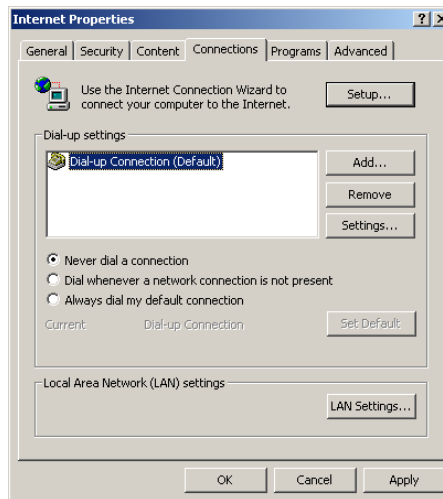 Internet Properties
General Security Content Connections Programs Advanced
Use the Internet Connection Wizard to
connect your computer to the Internet.
Setup...
Dial-up settings
Dial-up Connection (Default)
Add...
Remove
Settings...
Never dial a connection
Dial whenever a network connection is not present
Always dial my default connection
Current Dial-up Connection Set Default
Local Area Network (LAN) settings
LAN Settings...
OK Cancel Apply